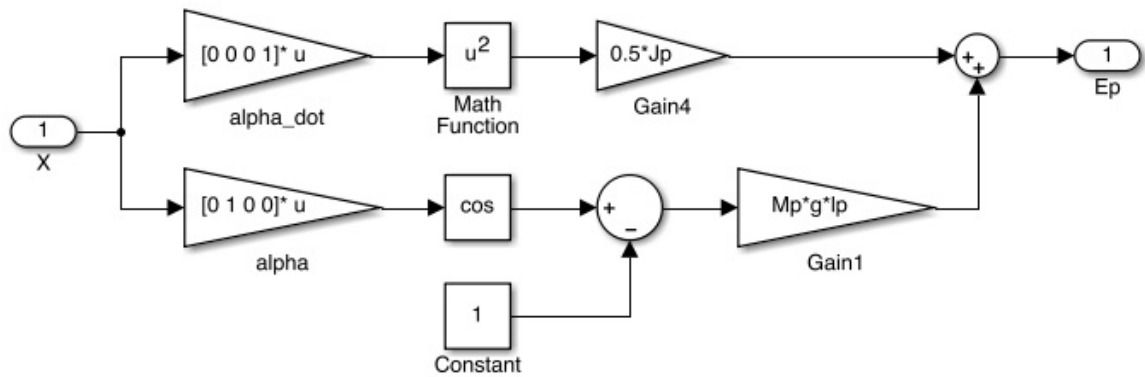 [0 0 0 1]* u
alpha_dot
u²
Math
Function
0.5*Jp
Gain4
+
+
1
Ep
1
X
[0 1 0 0]* u
alpha
cos
+
−
Mp*g*lp
Gain1
1
Constant